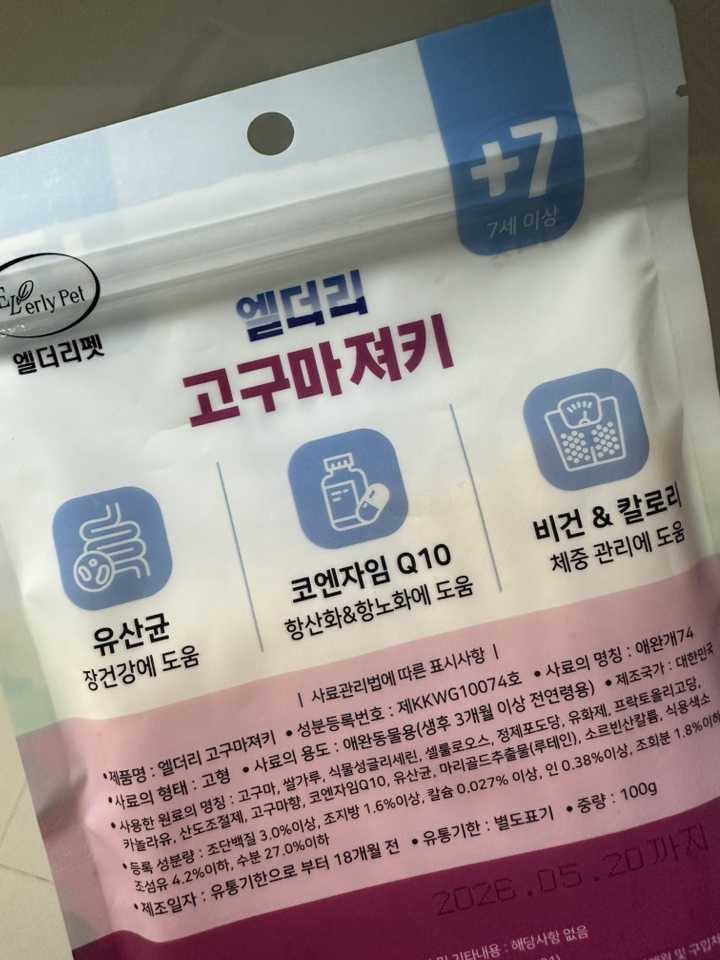 +7
7세 이상
ELderly Pet
엘더리펫
엘더리
고구마져키
유산균
장건강에 도움
코엔자임 Q10
항산화&항노화에 도움
비건 & 칼로리
체중 관리에 도움
| 사료관리법에 따른 표시사항 |
•제품명 : 엘더리 고구마져키 •성분등록번호 : 제KKWG10074호 •사료의 명칭 : 애완개74
•사료의 형태 : 고형 •사료의 용도 : 애완동물용(생후 3개월 이상 전연령용) •제조국가 : 대한민국
•사용한 원료의 명칭 : 고구마, 쌀가루, 식물성글리세린, 셀룰로오스, 정제포도당, 유화제, 프락토올리고당,
카놀라유, 산도조절제, 고구마향, 코엔자임Q10, 유산균, 마리골드추출물(루테인), 소르빈산칼륨, 식용색소
•등록 성분량 : 조단백질 3.0%이상, 조지방 1.6%이상, 칼슘 0.027% 이상, 인 0.38%이상, 조회분 1.8%이하
조섬유 4.2%이하, 수분 27.0%이하
•제조일자 : 유통기한으로 부터 18개월 전 •유통기한 : 별도표기 •중량 : 100g
2026.05.20까지
및 기타내용 : 해당사항 없음
및 구입처